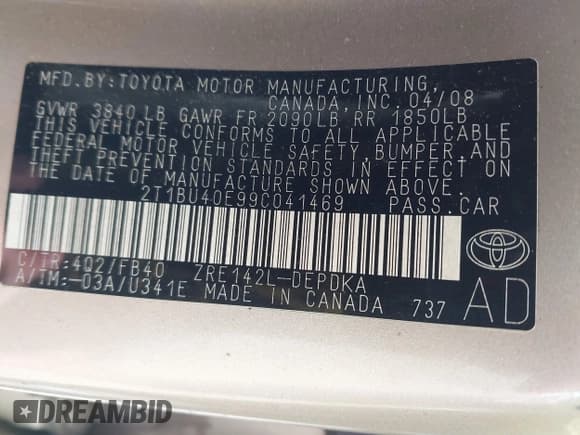 MFD.BY:TOYOTA MOTOR MANUFACTURING,
CANADA,INC. 04/08
GVWR 3840 LB GAWR FR 2090LB RR 1850LB
THIS VEHICLE CONFORMS TO ALL APPLICABLE
FEDERAL MOTOR VEHICLE SAFETY, BUMPER, AND
THEFT PREVENTION STANDARDS IN EFFECT ON
THE DATE OF MANUFACTURE SHOWN ABOVE.
2T1BU40E99C041469 PASS.CAR
C/TR:4Q2/FB40 ZRE142L-DEPDKA
A/TM:-03A/U341E MADE IN CANADA 737
AD
DREAMBID